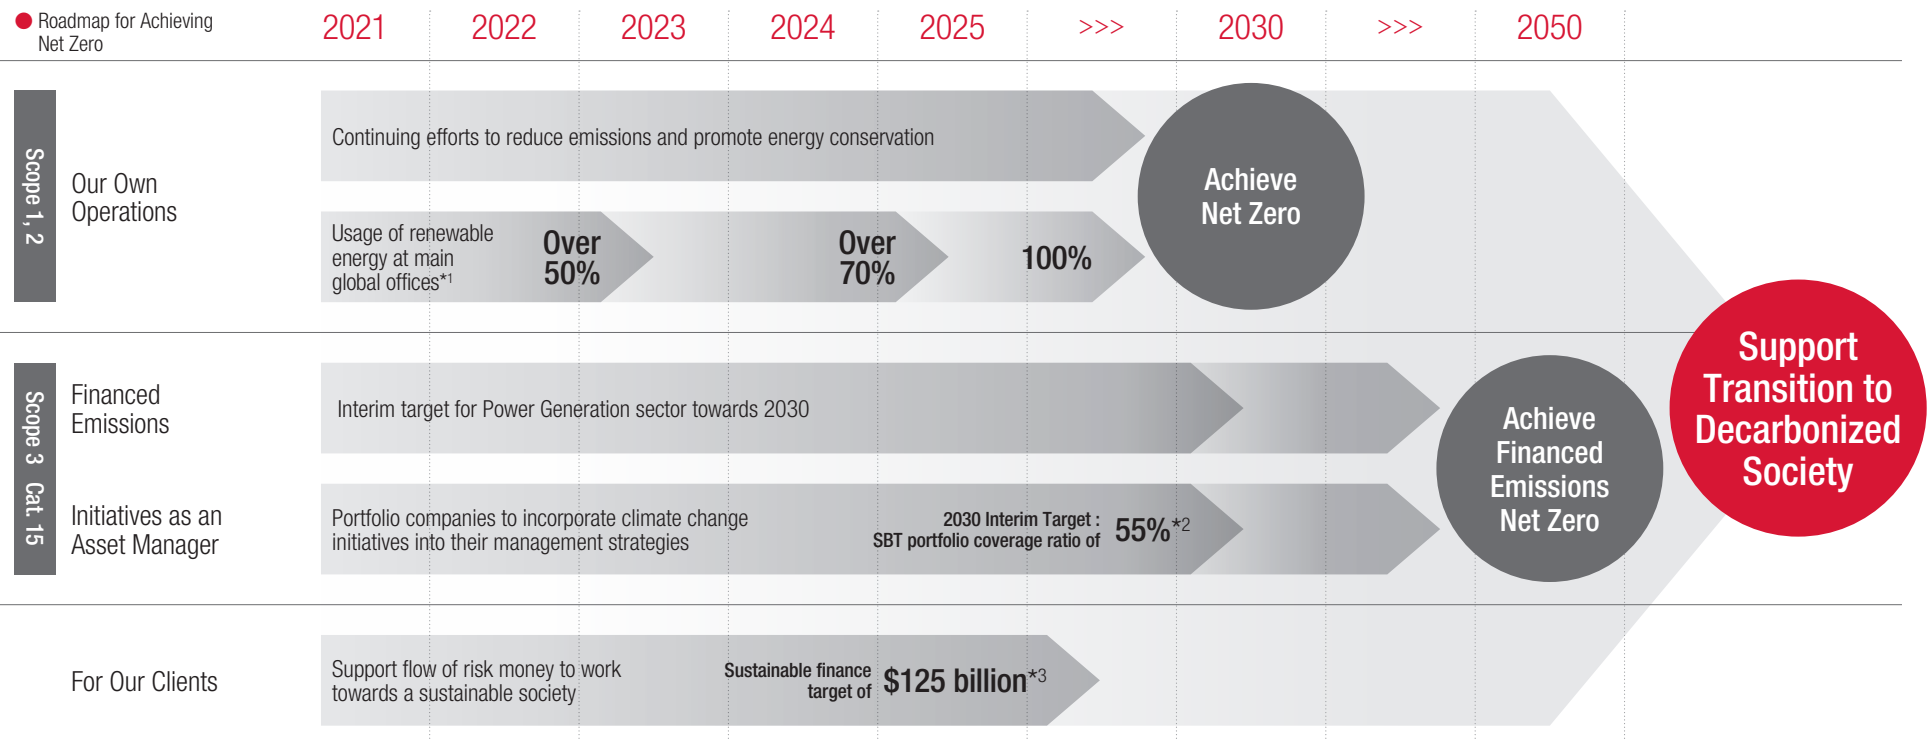 Roadmap for Achieving
Net Zero
2021
2022
2023
2024
2025
>>>
2030
>>>
2050
Scope 1, 2
Our Own
Operations
Continuing efforts to reduce emissions and promote energy conservation
Usage of renewable
energy at main
global offices*1
Over
50%
Over
70%
100%
Achieve
Net Zero
Scope 3 Cat. 15
Financed
Emissions
Interim target for Power Generation sector towards 2030
Initiatives as an
Asset Manager
Portfolio companies to incorporate climate change
initiatives into their management strategies
2030 Interim Target :
SBT portfolio coverage ratio of
55%*2
Achieve
Financed
Emissions
Net Zero
Support
Transition to
Decarbonized
Society
For Our Clients
Support flow of risk money to work
towards a sustainable society
Sustainable finance
target of
$125 billion*3